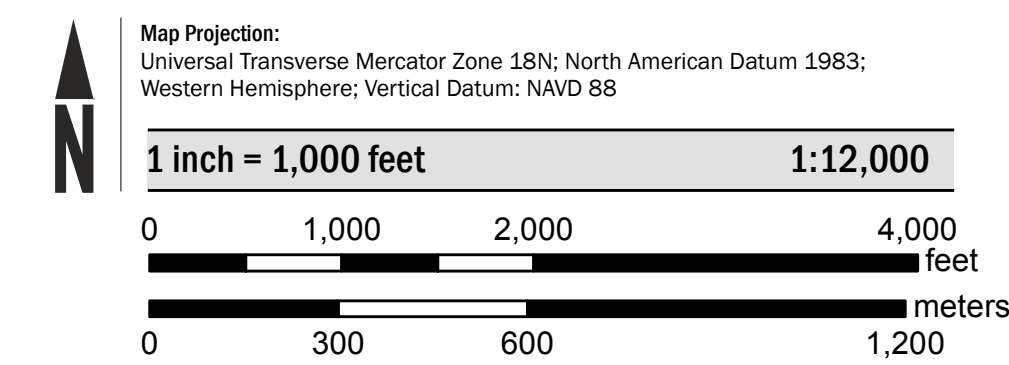 N
Map Projection:
Universal Transverse Mercator Zone 18N; North American Datum 1983;
Western Hemisphere; Vertical Datum: NAVD 88
1 inch = 1,000 feet 1:12,000
0 1,000 2,000 4,000
feet
meters
0 300 600 1,200